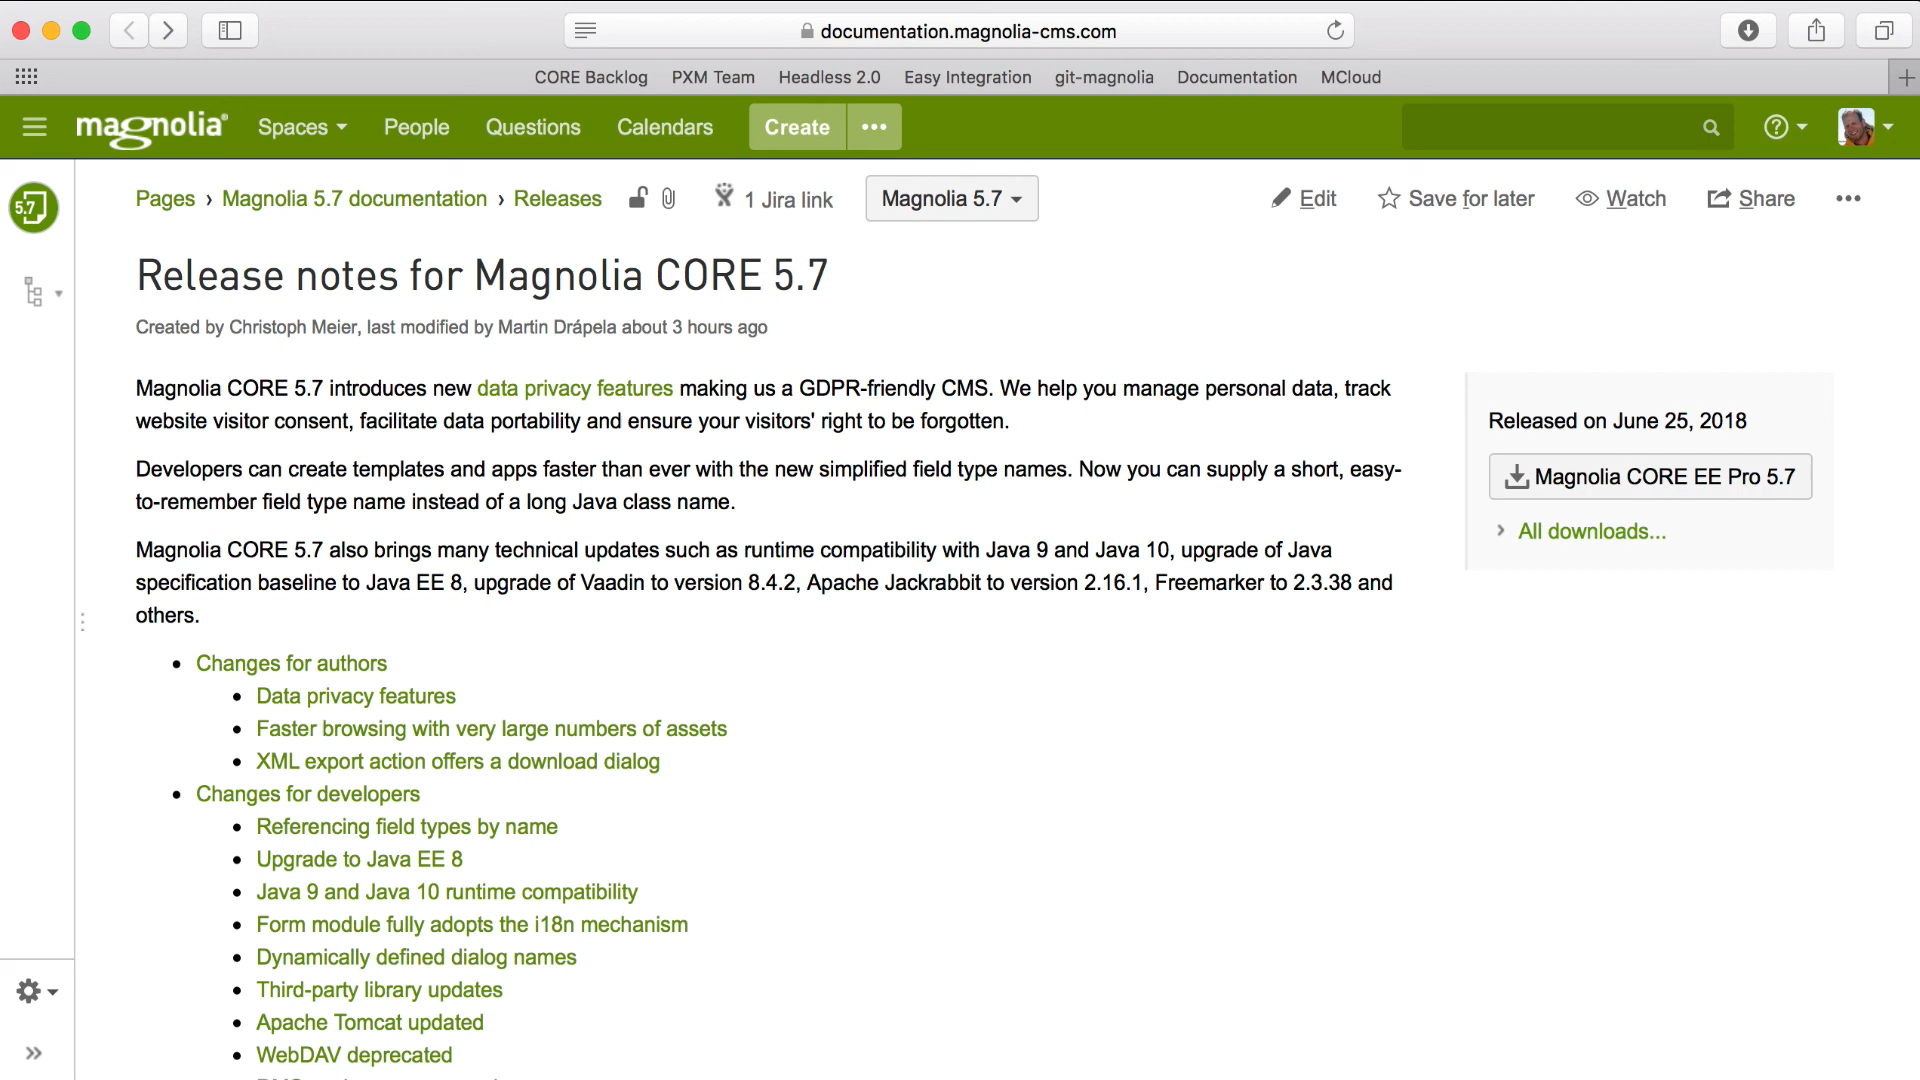 documentation.magnolia-cms.com
CORE Backlog PXM Team Headless 2.0 Easy Integration git-magnolia Documentation MCloud
magnolia® Spaces People Questions Calendars Create
5.7
Pages › Magnolia 5.7 documentation › Releases 1 Jira link Magnolia 5.7 Edit Save for later Watch Share
Release notes for Magnolia CORE 5.7
Created by Christoph Meier, last modified by Martin Drápela about 3 hours ago
Magnolia CORE 5.7 introduces new data privacy features making us a GDPR-friendly CMS. We help you manage personal data, track
website visitor consent, facilitate data portability and ensure your visitors' right to be forgotten.
Developers can create templates and apps faster than ever with the new simplified field type names. Now you can supply a short, easy-
to-remember field type name instead of a long Java class name.
Magnolia CORE 5.7 also brings many technical updates such as runtime compatibility with Java 9 and Java 10, upgrade of Java
specification baseline to Java EE 8, upgrade of Vaadin to version 8.4.2, Apache Jackrabbit to version 2.16.1, Freemarker to 2.3.38 and
others.
Released on June 25, 2018
Magnolia CORE EE Pro 5.7
All downloads...
Changes for authors
Data privacy features
Faster browsing with very large numbers of assets
XML export action offers a download dialog
Changes for developers
Referencing field types by name
Upgrade to Java EE 8
Java 9 and Java 10 runtime compatibility
Form module fully adopts the i18n mechanism
Dynamically defined dialog names
Third-party library updates
Apache Tomcat updated
WebDAV deprecated